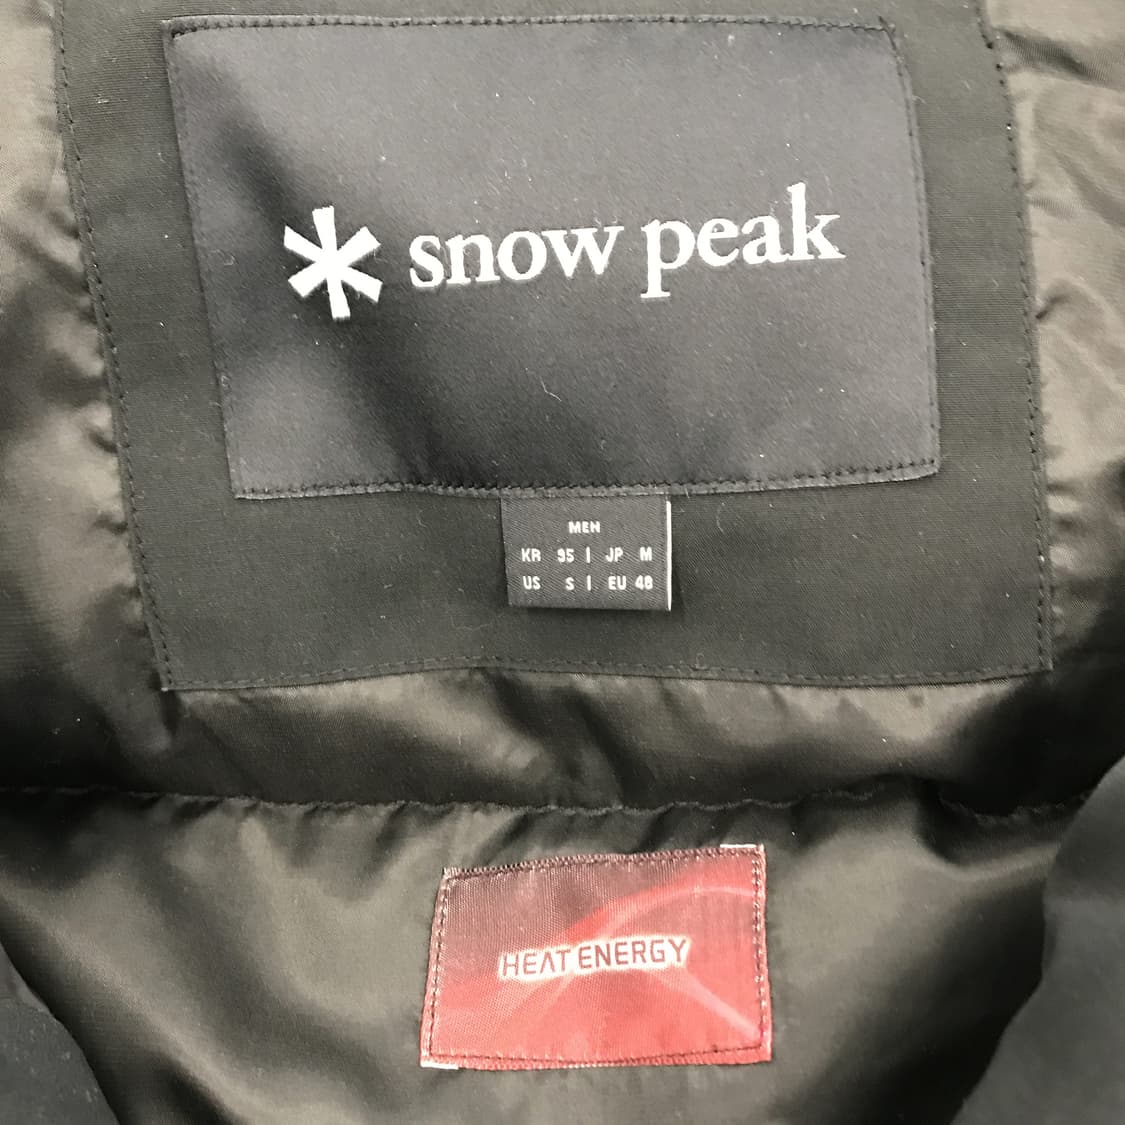 snow peak
MEN
KR 95 | JP M
US S | EU 48
HEAT ENERGY